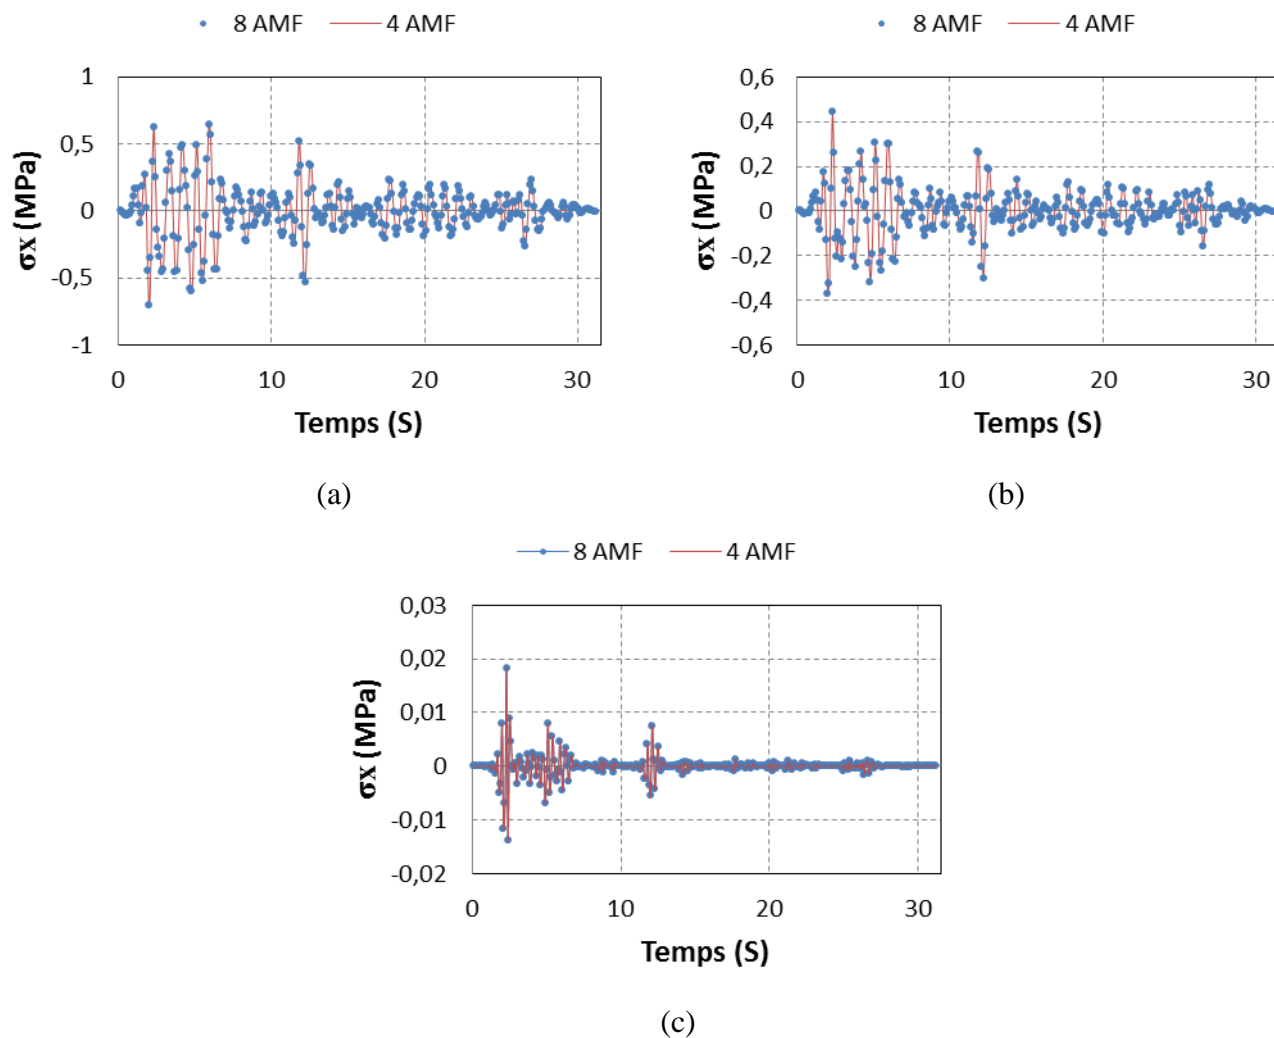 8 AMF 4 AMF
1
0,5
0
-0,5
-1
σx (MPa)
0 10 20 30
Temps (S)
(a)
8 AMF 4 AMF
0,6
0,4
0,2
0
-0,2
-0,4
-0,6
σx (MPa)
0 10 20 30
Temps (S)
(b)
8 AMF 4 AMF
0,03
0,02
0,01
0
-0,01
-0,02
σx (MPa)
0 10 20 30
Temps (S)
(c)